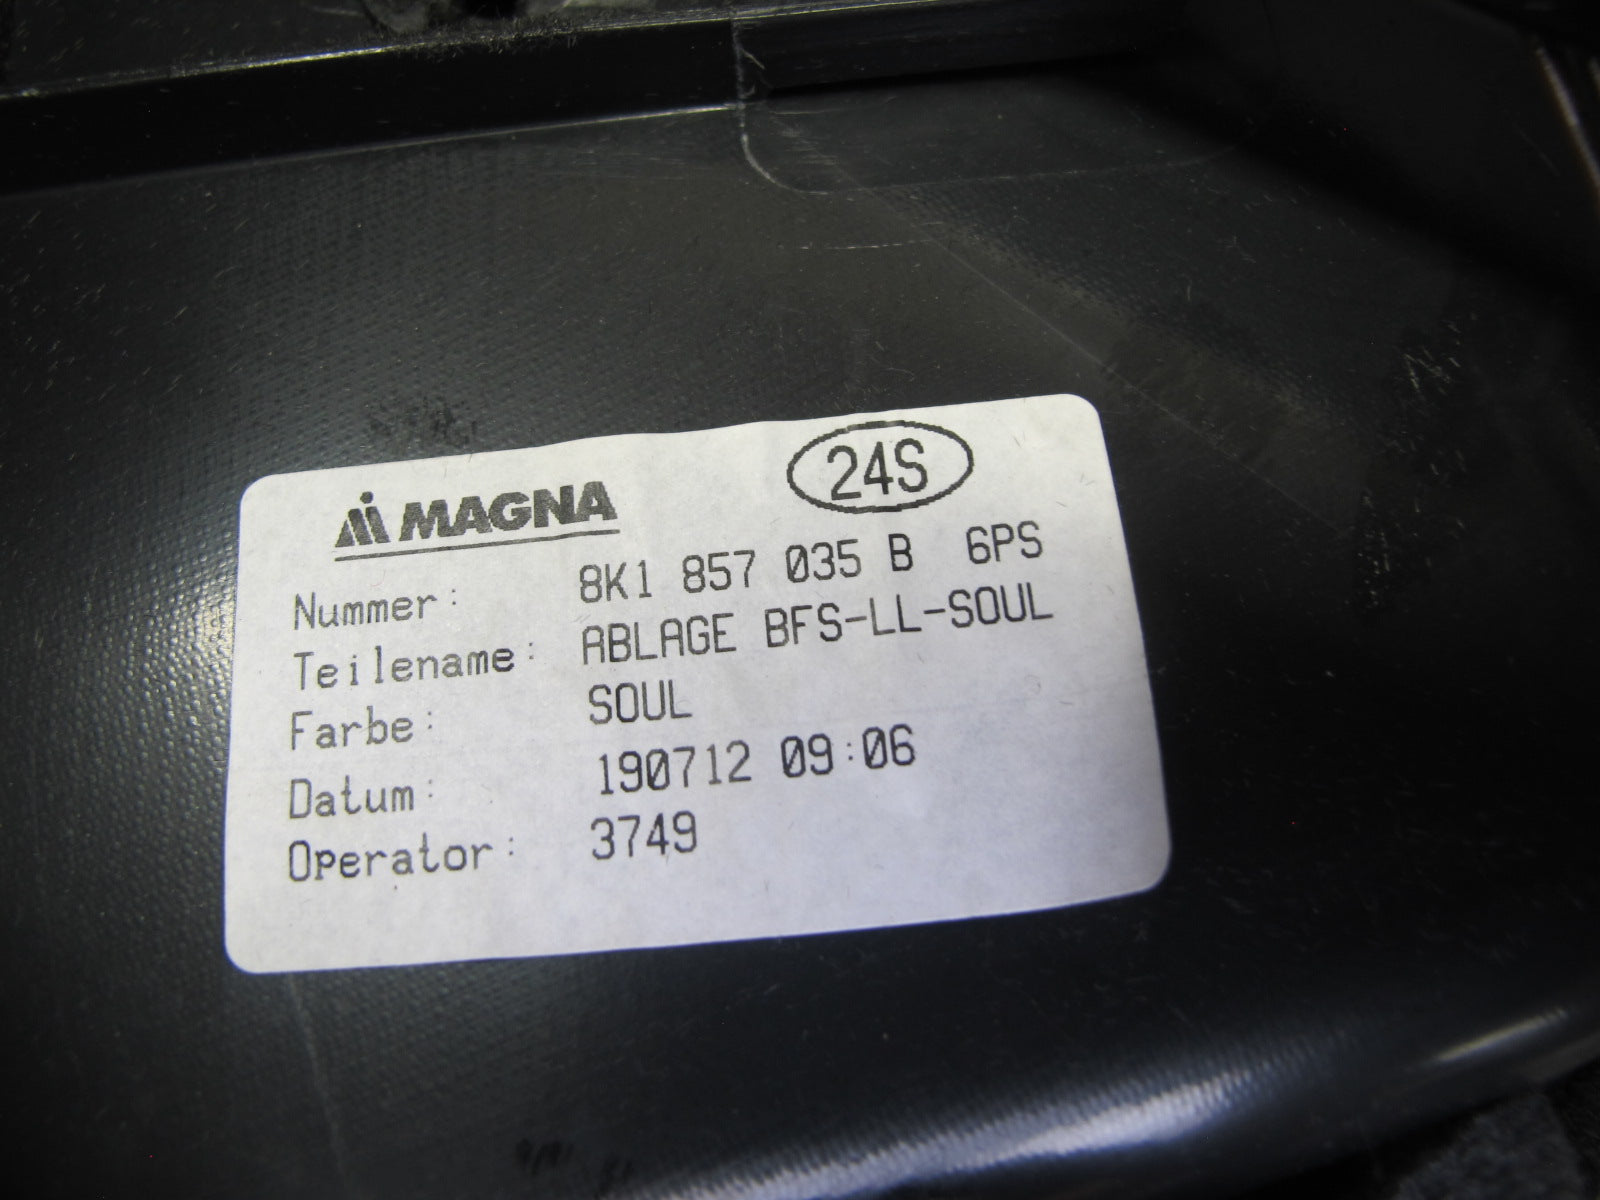 MAGNA 24S
Nummer: 8K1 857 035 B 6PS
Teilename: ABLAGE BFS-LL-SOUL
Farbe: SOUL
Datum: 190712 09:06
Operator: 3749